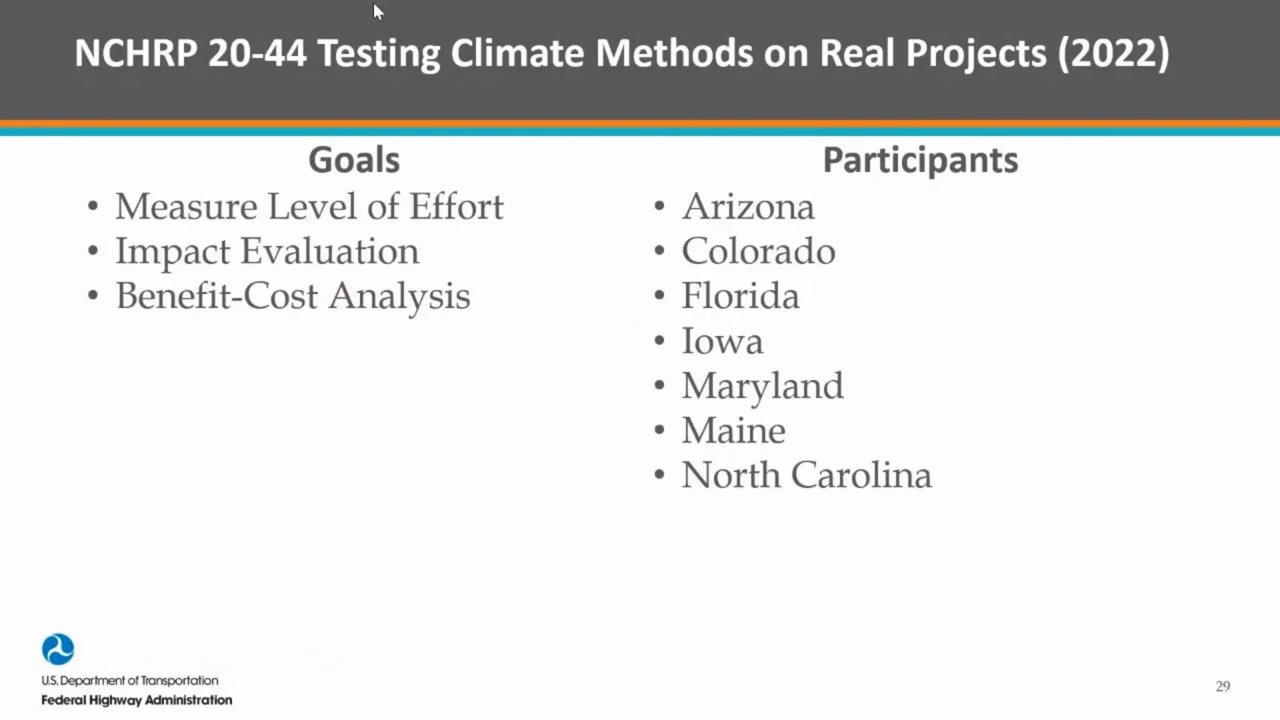 NCHRP 20-44 Testing Climate Methods on Real Projects (2022)
Goals
• Measure Level of Effort
• Impact Evaluation
• Benefit-Cost Analysis
Participants
• Arizona
• Colorado
• Florida
• Iowa
• Maryland
• Maine
• North Carolina
U.S. Department of Transportation
Federal Highway Administration
29